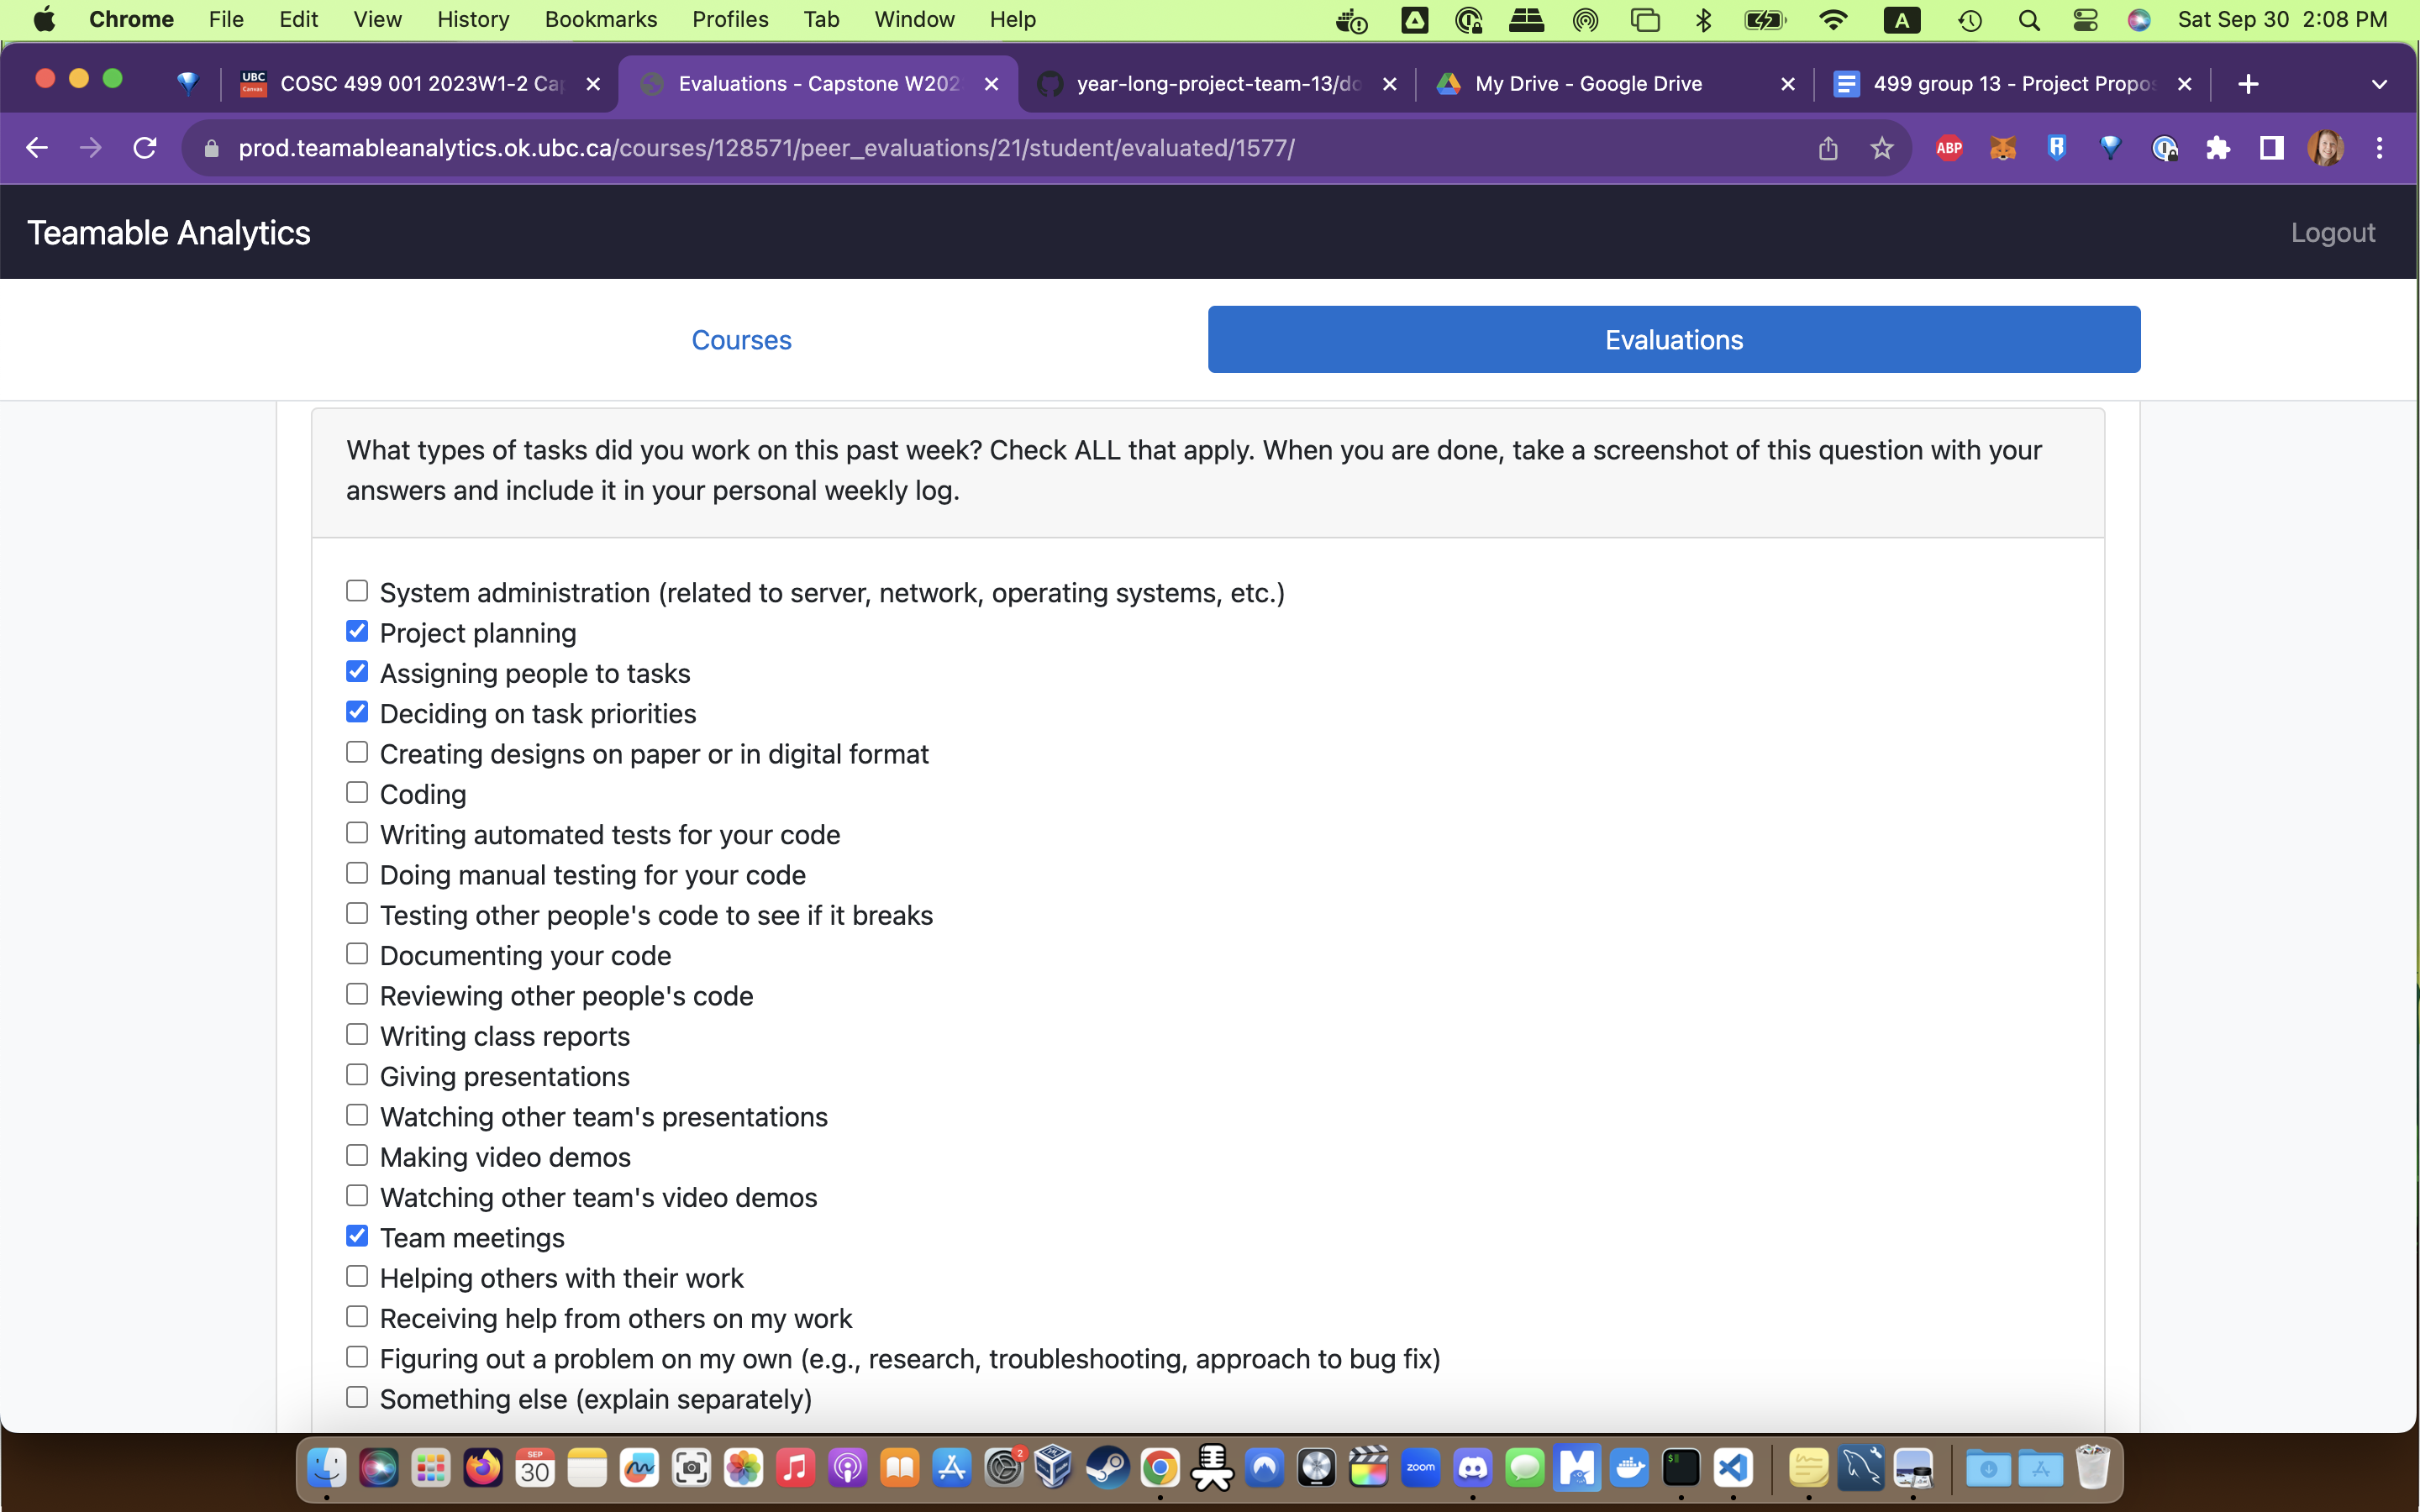 Chrome File Edit View History Bookmarks Profiles Tab Window Help A Sat Sep 30 2:08 PM
UBC Canvas COSC 499 001 2023W1-2 Ca Evaluations - Capstone W202 year-long-project-team-13/do My Drive - Google Drive 499 group 13 - Project Propos
prod.teamableanalytics.ok.ubc.ca/courses/128571/peer_evaluations/21/student/evaluated/1577/ ABP
Teamable Analytics Logout
Courses Evaluations
What types of tasks did you work on this past week? Check ALL that apply. When you are done, take a screenshot of this question with your
answers and include it in your personal weekly log.
System administration (related to server, network, operating systems, etc.)
Project planning
Assigning people to tasks
Deciding on task priorities
Creating designs on paper or in digital format
Coding
Writing automated tests for your code
Doing manual testing for your code
Testing other people's code to see if it breaks
Documenting your code
Reviewing other people's code
Writing class reports
Giving presentations
Watching other team's presentations
Making video demos
Watching other team's video demos
Team meetings
Helping others with their work
Receiving help from others on my work
Figuring out a problem on my own (e.g., research, troubleshooting, approach to bug fix)
Something else (explain separately)
SEP 30 2 zoom